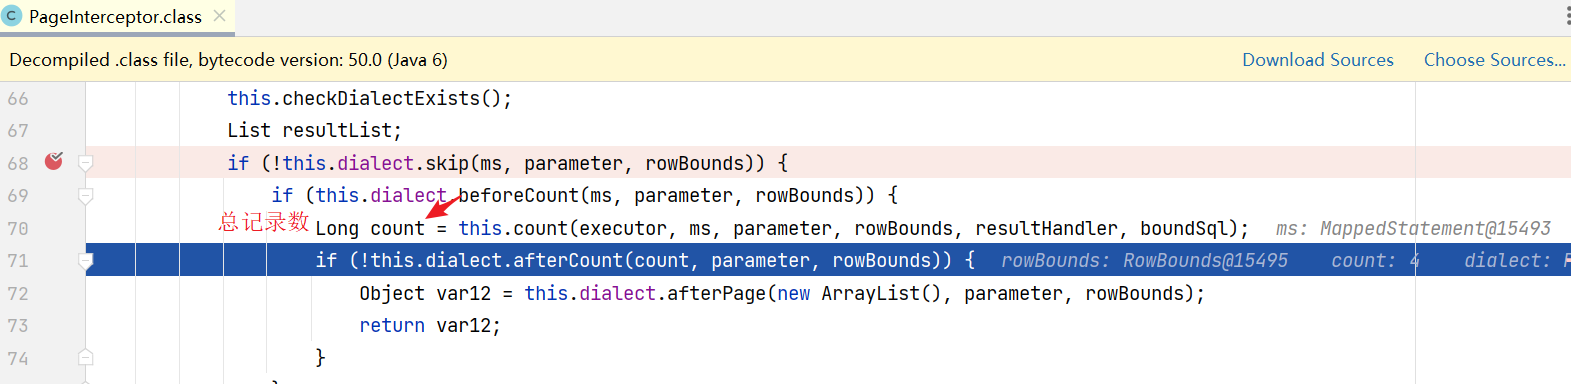 C PageInterceptor.class
Decompiled .class file, bytecode version: 50.0 (Java 6) Download Sources Choose Sources...
66 this.checkDialectExists();
67 List resultList;
68 if (!this.dialect.skip(ms, parameter, rowBounds)) {
69 if (this.dialect.beforeCount(ms, parameter, rowBounds)) {
总记录数
70 Long count = this.count(executor, ms, parameter, rowBounds, resultHandler, boundSql); ms: MappedStatement@15493
71 if (!this.dialect.afterCount(count, parameter, rowBounds)) { rowBounds: RowBounds@15495 count: 4 dialect:
72 Object var12 = this.dialect.afterPage(new ArrayList(), parameter, rowBounds);
73 return var12;
74 }